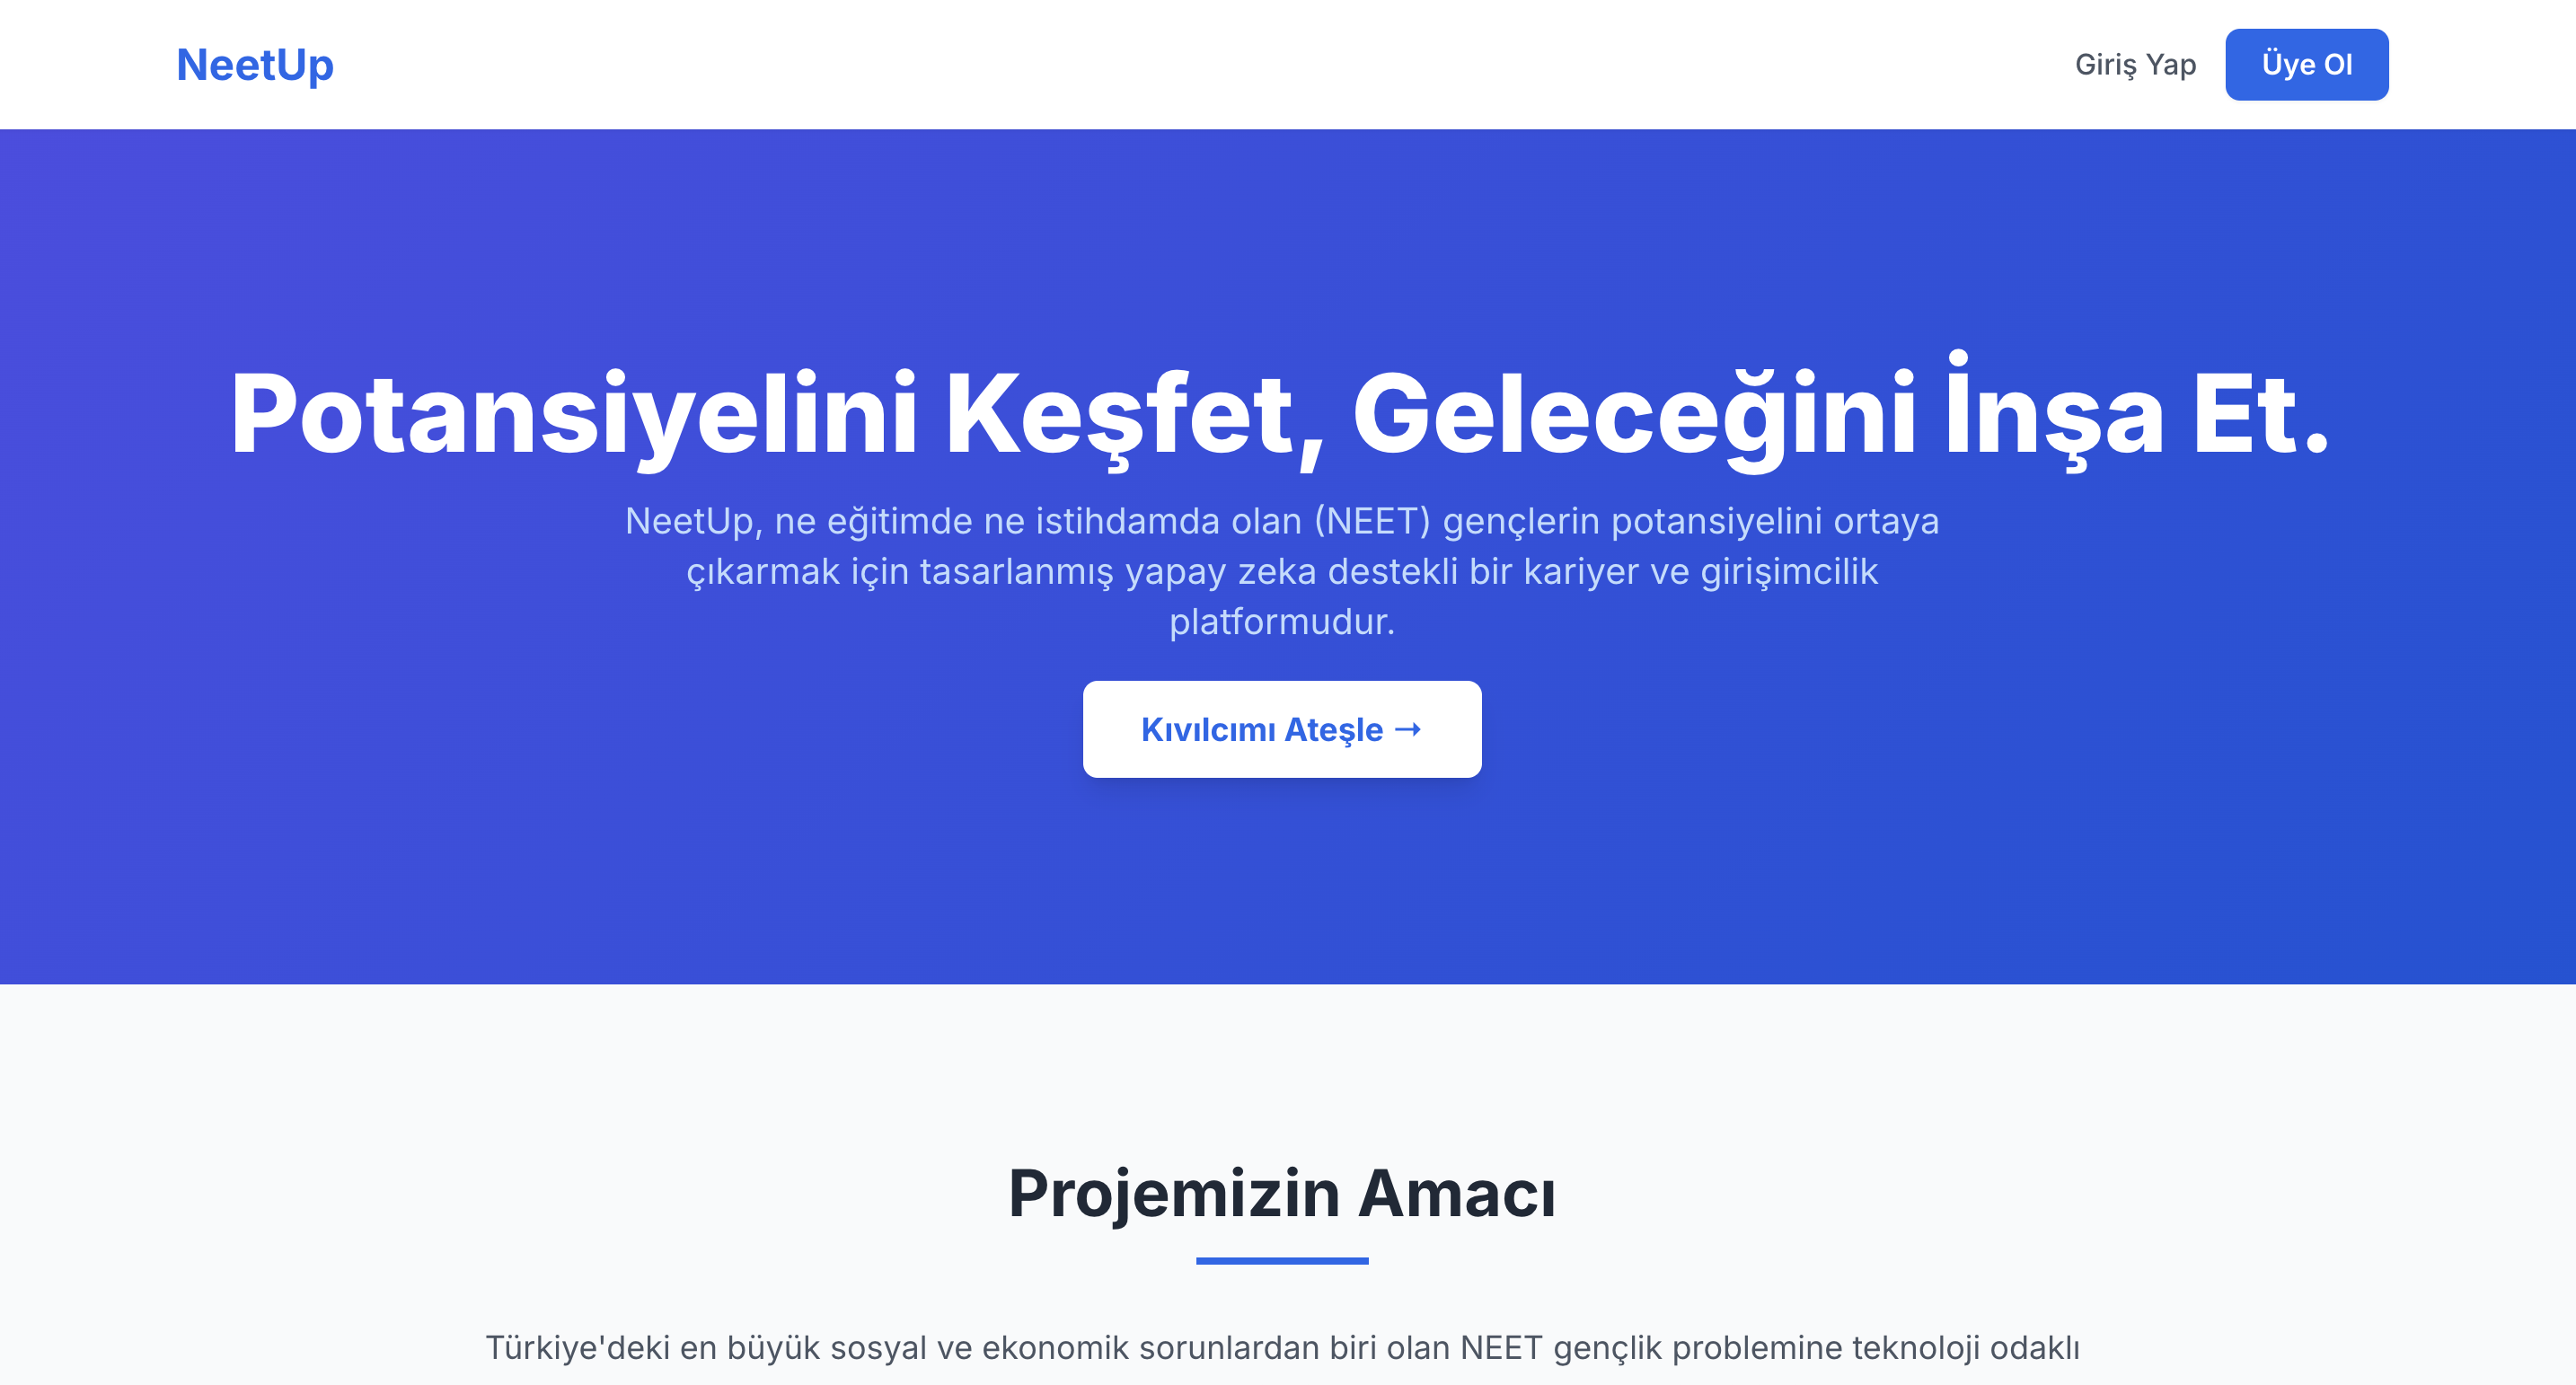 NeetUp
Giriş Yap
Üye Ol
Potansiyelini Keşfet, Geleceğini İnşa Et.
NeetUp, ne eğitimde ne istihdamda olan (NEET) gençlerin potansiyelini ortaya
çıkarmak için tasarlanmış yapay zeka destekli bir kariyer ve girişimcilik
platformudur.
Kıvılcımı Ateşle →
Projemizin Amacı
Türkiye'deki en büyük sosyal ve ekonomik sorunlardan biri olan NEET gençlik problemine teknoloji odaklı